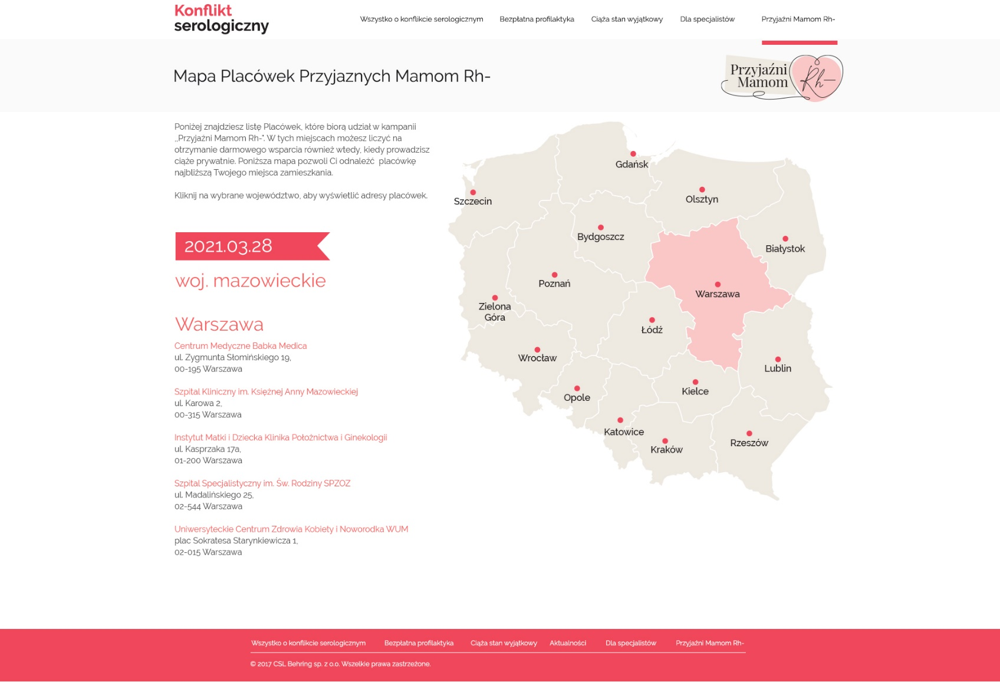 Konflikt
serologiczny
Wszystko o konflikcie serologicznym
Bezpłatna profilaktyka
Ciąża stan wyjątkowy
Dla specjalistów
Przyjaźni Mamom Rh-
Mapa Placówek Przyjaznych Mamom Rh-
Przyjaźni
Mamom
Rh—
Poniżej znajdziesz listę Placówek, które biorą udział w kampanii
,,Przyjaźni Mamom Rh-". W tych miejscach możesz liczyć na
otrzymanie darmowego wsparcia również wtedy, kiedy prowadzisz
ciąże prywatnie. Poniższa mapa pozwoli Ci odnaleźć placówkę
najbliższą Twojego miejsca zamieszkania.
Kliknij na wybrane województwo, aby wyświetlić adresy placówek.
2021.03.28
woj. mazowieckie
Warszawa
Centrum Medyczne Babka Medica
ul. Zygmunta Słomińskiego 19,
00-195 Warszawa
Szpital Kliniczny im. Księżnej Anny Mazowieckiej
ul. Karowa 2,
00-315 Warszawa
Instytut Matki i Dziecka Klinika Położnictwa i Ginekologii
ul. Kasprzaka 17a,
01-200 Warszawa
Szpital Specjalistyczny im. Św. Rodziny SPZOZ
ul. Madalińskiego 25,
02-544 Warszawa
Uniwersyteckie Centrum Zdrowia Kobiety i Noworodka WUM
plac Sokratesa Starynkiewicza 1,
02-015 Warszawa
Gdańsk
Olsztyn
Szczecin
Bydgoszcz
Białystok
Poznań
Warszawa
Zielona
Góra
Łódź
Wrocław
Lublin
Kielce
Opole
Katowice
Kraków
Rzeszów
Wszystko o konflikcie serologicznym
Bezpłatna profilaktyka
Ciąża stan wyjątkowy
Aktualności
Dla specjalistów
Przyjaźni Mamom Rh-
© 2017 CSL Behring sp. z o.o. Wszelkie prawa zastrzeżone.